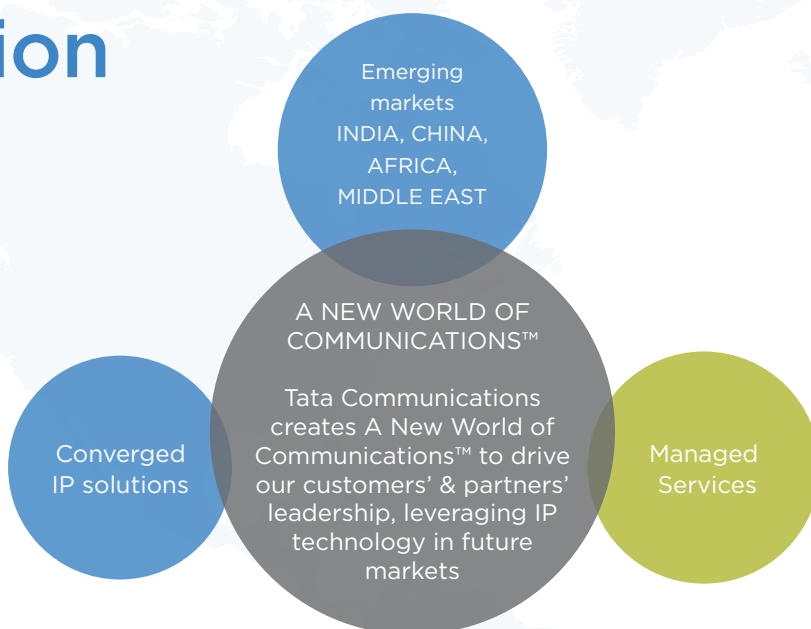 ion
Emerging
markets
INDIA, CHINA,
AFRICA,
MIDDLE EAST
A NEW WORLD OF
COMMUNICATIONS™
Tata Communications
creates A New World of
Communications™ to drive
our customers’ & partners’
leadership, leveraging IP
technology in future
markets
Converged
IP solutions
Managed
Services